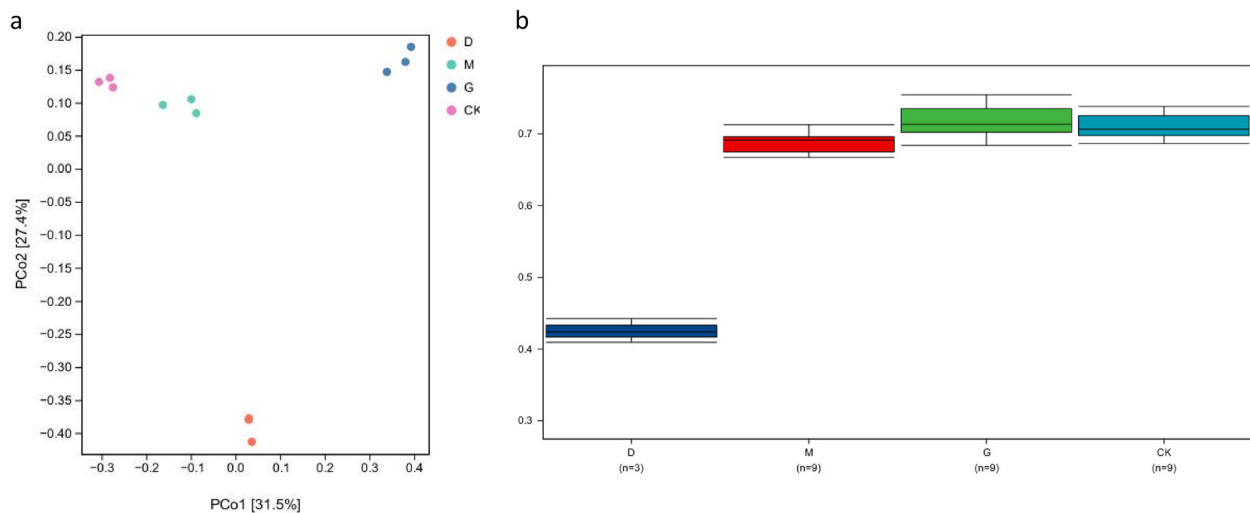 a
0.20
0.15
0.10
0.05
0.00
−0.05
−0.10
−0.15
−0.20
−0.25
−0.30
−0.35
−0.40
PCo2 [27.4%]
−0.3 −0.2 −0.1 0.0 0.1 0.2 0.3 0.4
PCo1 [31.5%]
D
M
G
CK
b
0.7
0.6
0.5
0.4
0.3
D M G CK
(n=3) (n=9) (n=9) (n=9)